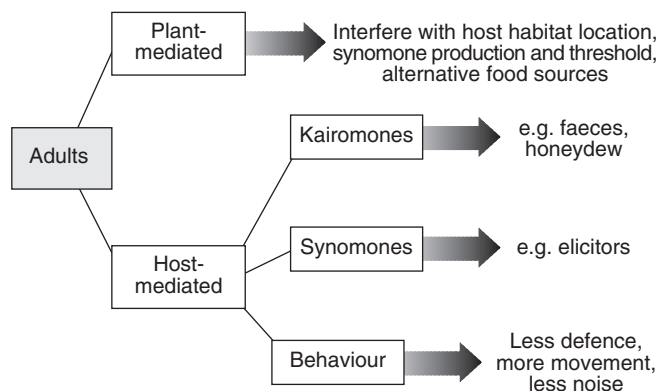 Plant-
mediated
Interfere with host habitat location,
synomone production and threshold,
alternative food sources
Adults
Kairomones
e.g. faeces,
honeydew
Host-
mediated
Synomones
e.g. elicitors
Behaviour
Less defence,
more movement,
less noise